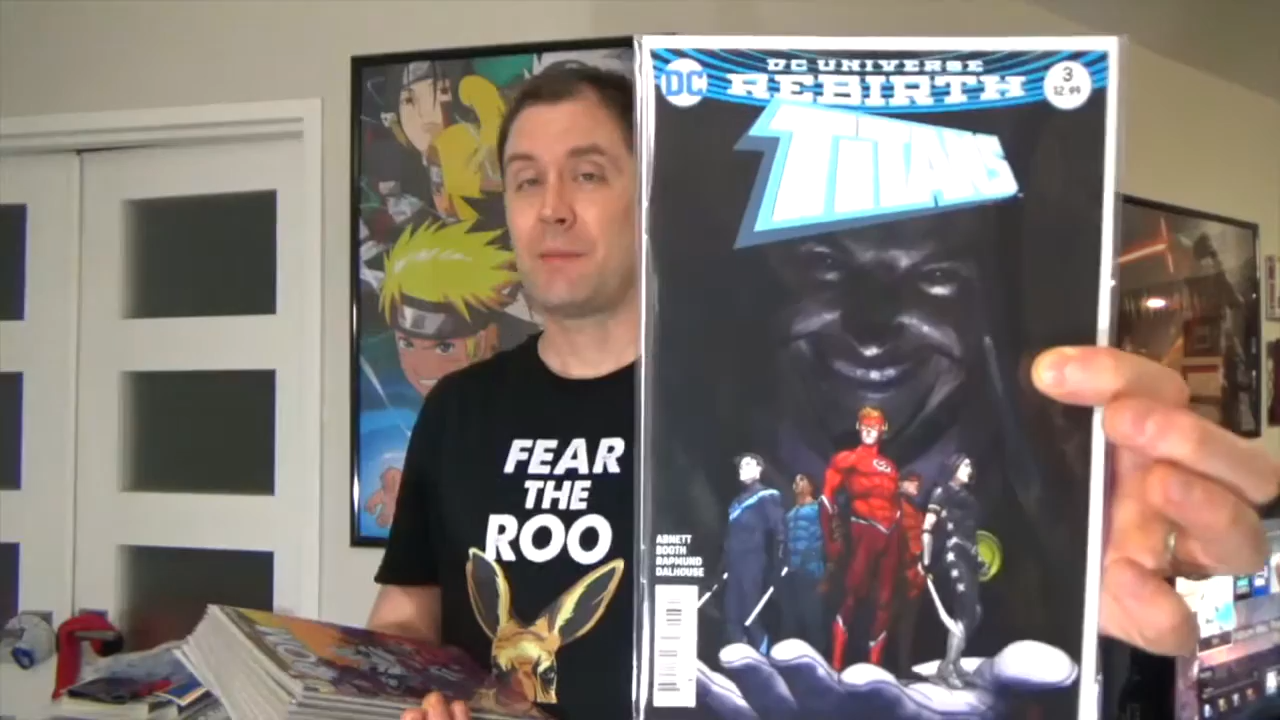 DC
DC UNIVERSE
REBIRTH
3
$2.99
TITANS
FEAR
THE
ROO
ABNETT
BOOTH
RAPMUND
DALHOUSE